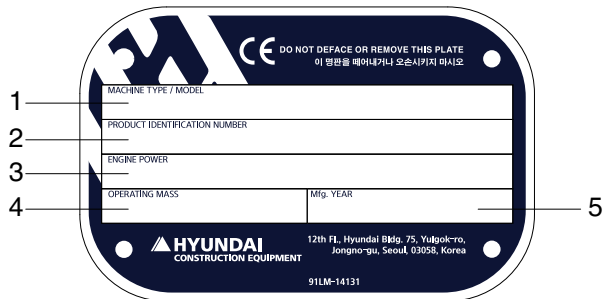 CE DO NOT DEFACE OR REMOVE THIS PLATE
이 명판을 떼어내거나 오손시키지 마시오
1 MACHINE TYPE / MODEL
2 PRODUCT IDENTIFICATION NUMBER
3 ENGINE POWER
4 OPERATING MASS Mfg. YEAR 5
HYUNDAI
CONSTRUCTION EQUIPMENT
12th Fl., Hyundai Bldg. 75, Yulgok-ro,
Jongno-gu, Seoul, 03058, Korea
91LM-14131